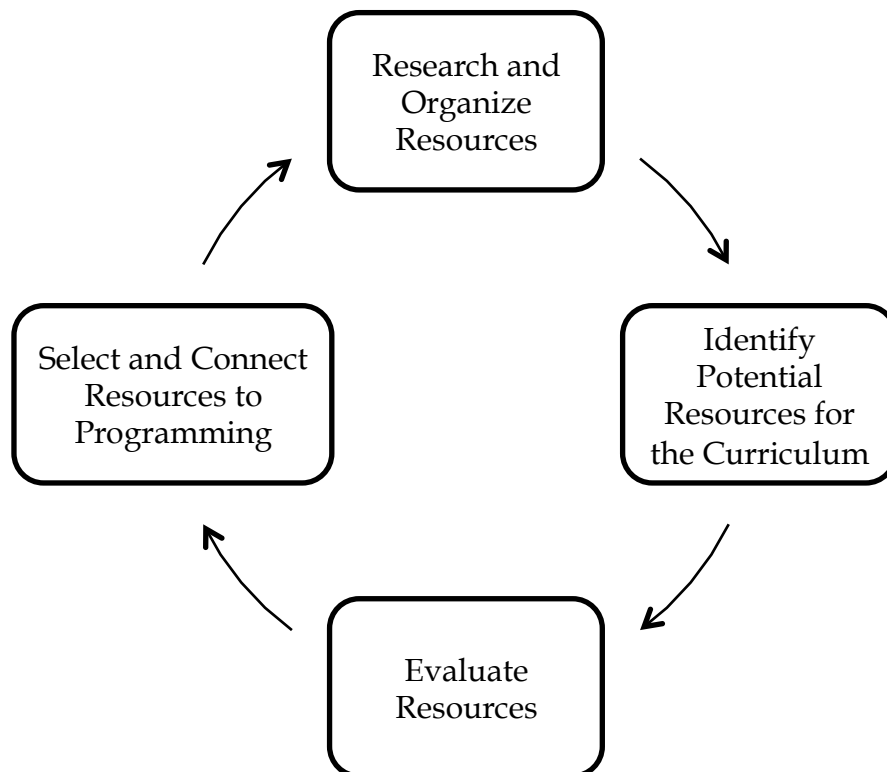 Research and
Organize
Resources
Identify
Potential
Resources for
the Curriculum
Evaluate
Resources
Select and Connect
Resources to
Programming